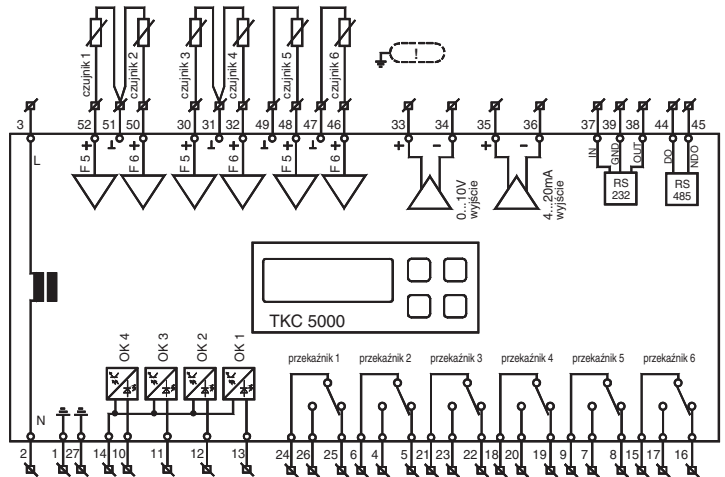 czujnik 1
czujnik 2
czujnik 3
czujnik 4
czujnik 5
czujnik 6
!
3 52 51 50 30 31 32 49 48 47 46 33 34 35 36 37 39 38 44 45
L
+ ⊥ + + ⊥ + ⊥ + ⊥ + + - + -
F 5
F 6
F 5
F 6
F 5
F 6
0...10V
wyjście
4...20mA
wyjście
IN
GND
OUT
DO
NDO
RS
232
RS
485
TKC 5000
OK 4
OK 3
OK 2
OK 1
przekaźnik 1
przekaźnik 2
przekaźnik 3
przekaźnik 4
przekaźnik 5
przekaźnik 6
N
2 1 27 14 10 11 12 13 24 26 25 6 4 5 21 23 22 18 20 19 9 7 8 15 17 16